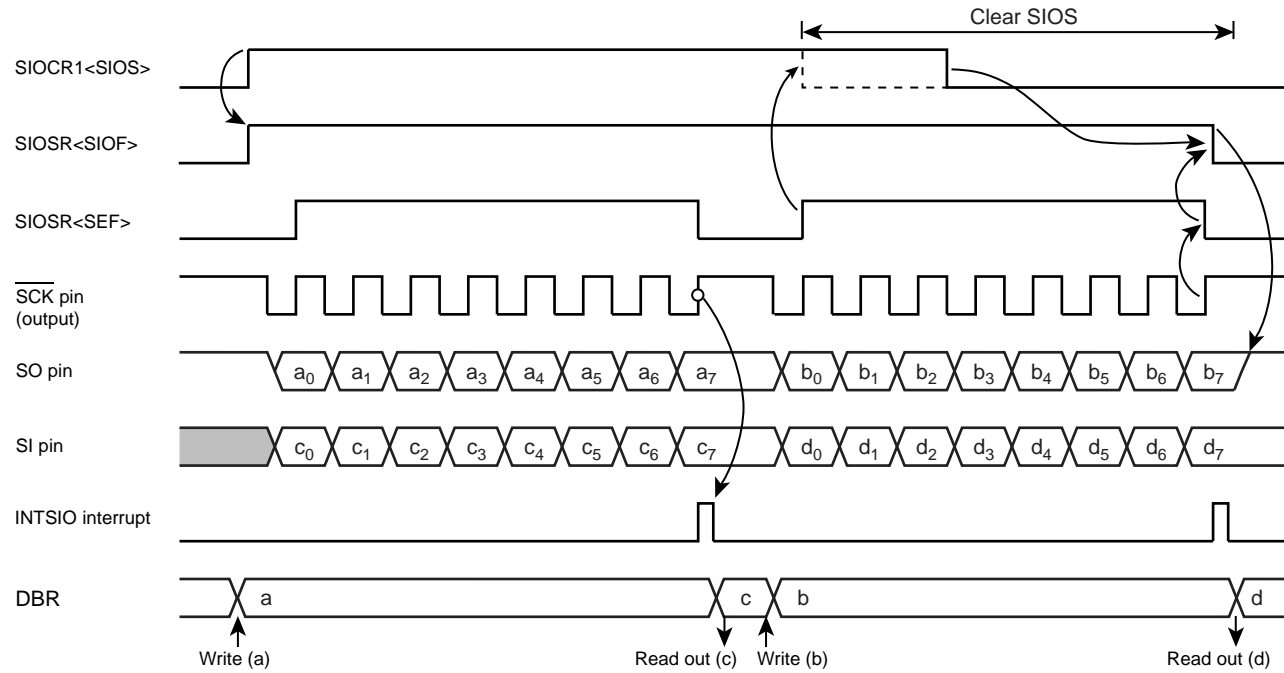 Clear SIOS
SIOCR1<SIOS>
SIOSR<SIOF>
SIOSR<SEF>
SCK pin
(output)
SO pin
a0 a1 a2 a3 a4 a5 a6 a7 b0 b1 b2 b3 b4 b5 b6 b7
SI pin
c0 c1 c2 c3 c4 c5 c6 c7 d0 d1 d2 d3 d4 d5 d6 d7
INTSIO interrupt
DBR
a c b d
Write (a) Read out (c) Write (b) Read out (d)